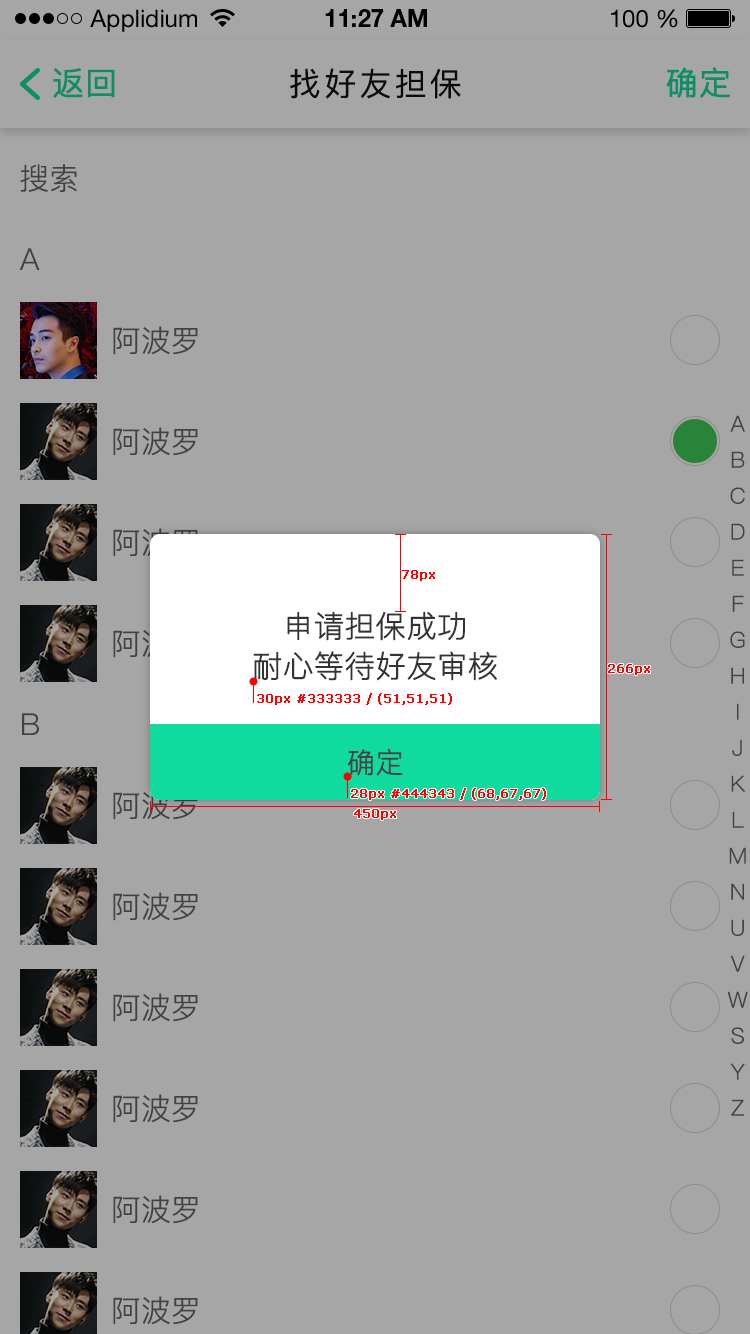 Applidium 11:27 AM 100 %
返回 找好友担保 确定
搜索
A
阿波罗
阿波罗
A
B
C
D
E
F
G
H
I
J
K
L
M
N
U
V
W
S
Y
Z
阿
阿波
78px
申请担保成功
耐心等待好友审核
266px
30px #333333 / (51,51,51)
B
确定
28px #444343 / (68,67,67)
450px
阿波罗
阿波罗
阿波罗
阿波罗
阿波罗
阿波罗